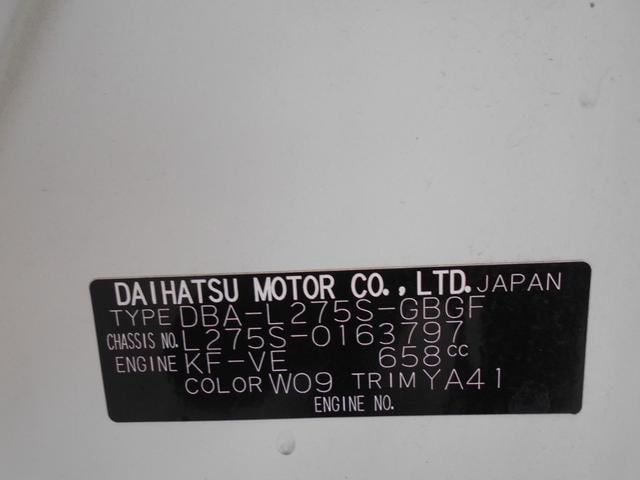 DAIHATSU MOTOR CO., LTD. JAPAN
TYPE DBA-L275S-GBGF
CHASSIS NO. L275S-0163797
ENGINE KF-VE 658cc
COLOR W09 TRIM YA41
ENGINE NO.